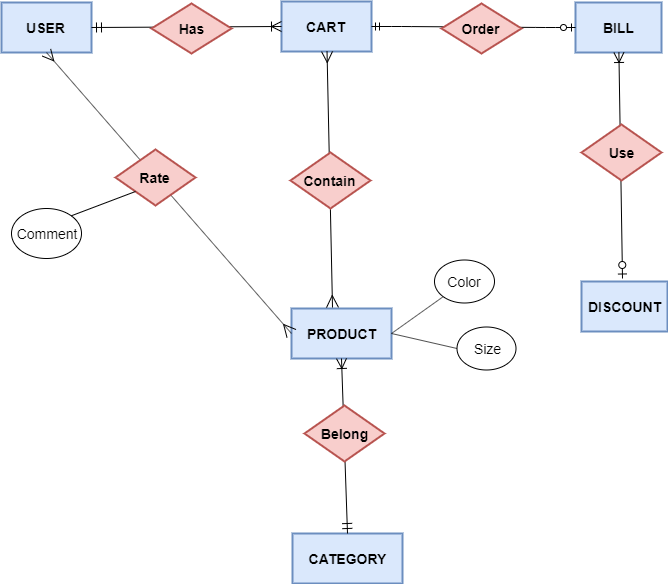 USER
Has
CART
Order
BILL
Use
Rate
Contain
Comment
Color
DISCOUNT
PRODUCT
Size
Belong
CATEGORY